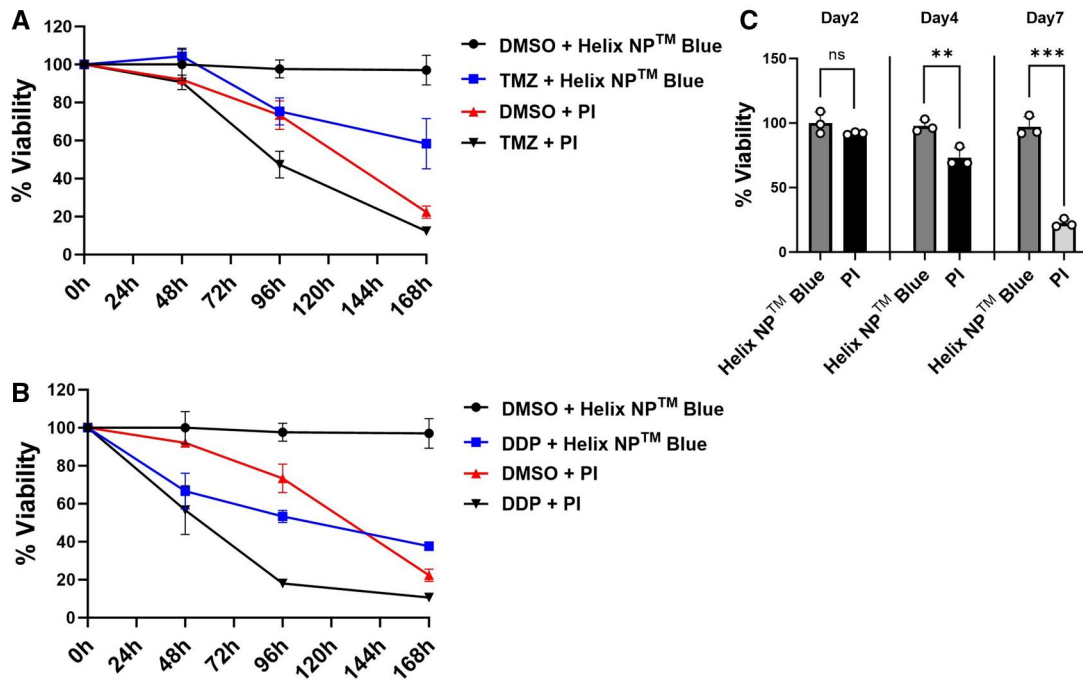 A
120
100
80
60
40
20
0
% Viability
0h
24h
48h
72h
96h
120h
144h
168h
DMSO + Helix NP™ Blue
TMZ + Helix NP™ Blue
DMSO + PI
TMZ + PI
B
120
100
80
60
40
20
0
% Viability
0h
24h
48h
72h
96h
120h
144h
168h
DMSO + Helix NP™ Blue
DDP + Helix NP™ Blue
DMSO + PI
DDP + PI
C
Day2
Day4
Day7
150
100
50
0
% Viability
ns
**
***
Helix NP™ Blue
PI
Helix NP™ Blue
PI
Helix NP™ Blue
PI